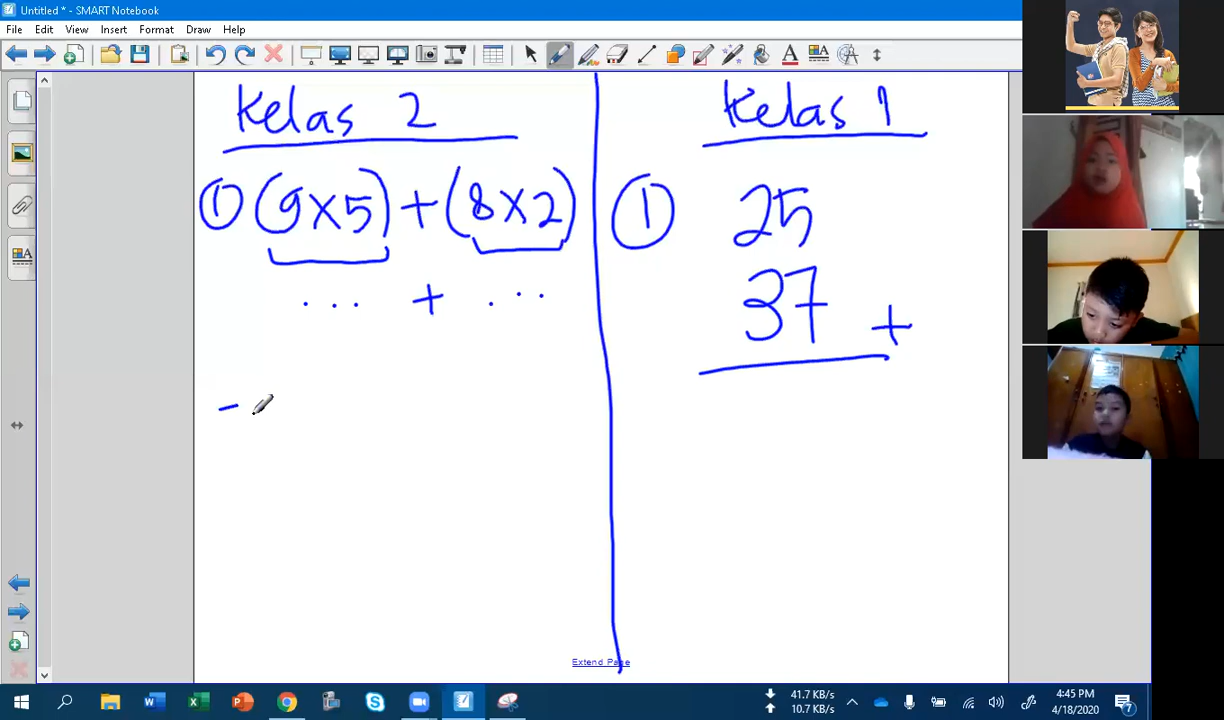 Untitled * - SMART Notebook
File Edit View Insert Format Draw Help
Kelas 2
① (9 x 5) + (8 x 2)
... + ...
-
Kelas 1
① 25
37 +
Extend Page
41.7 KB/s
10.7 KB/s
4:45 PM
4/18/2020
7